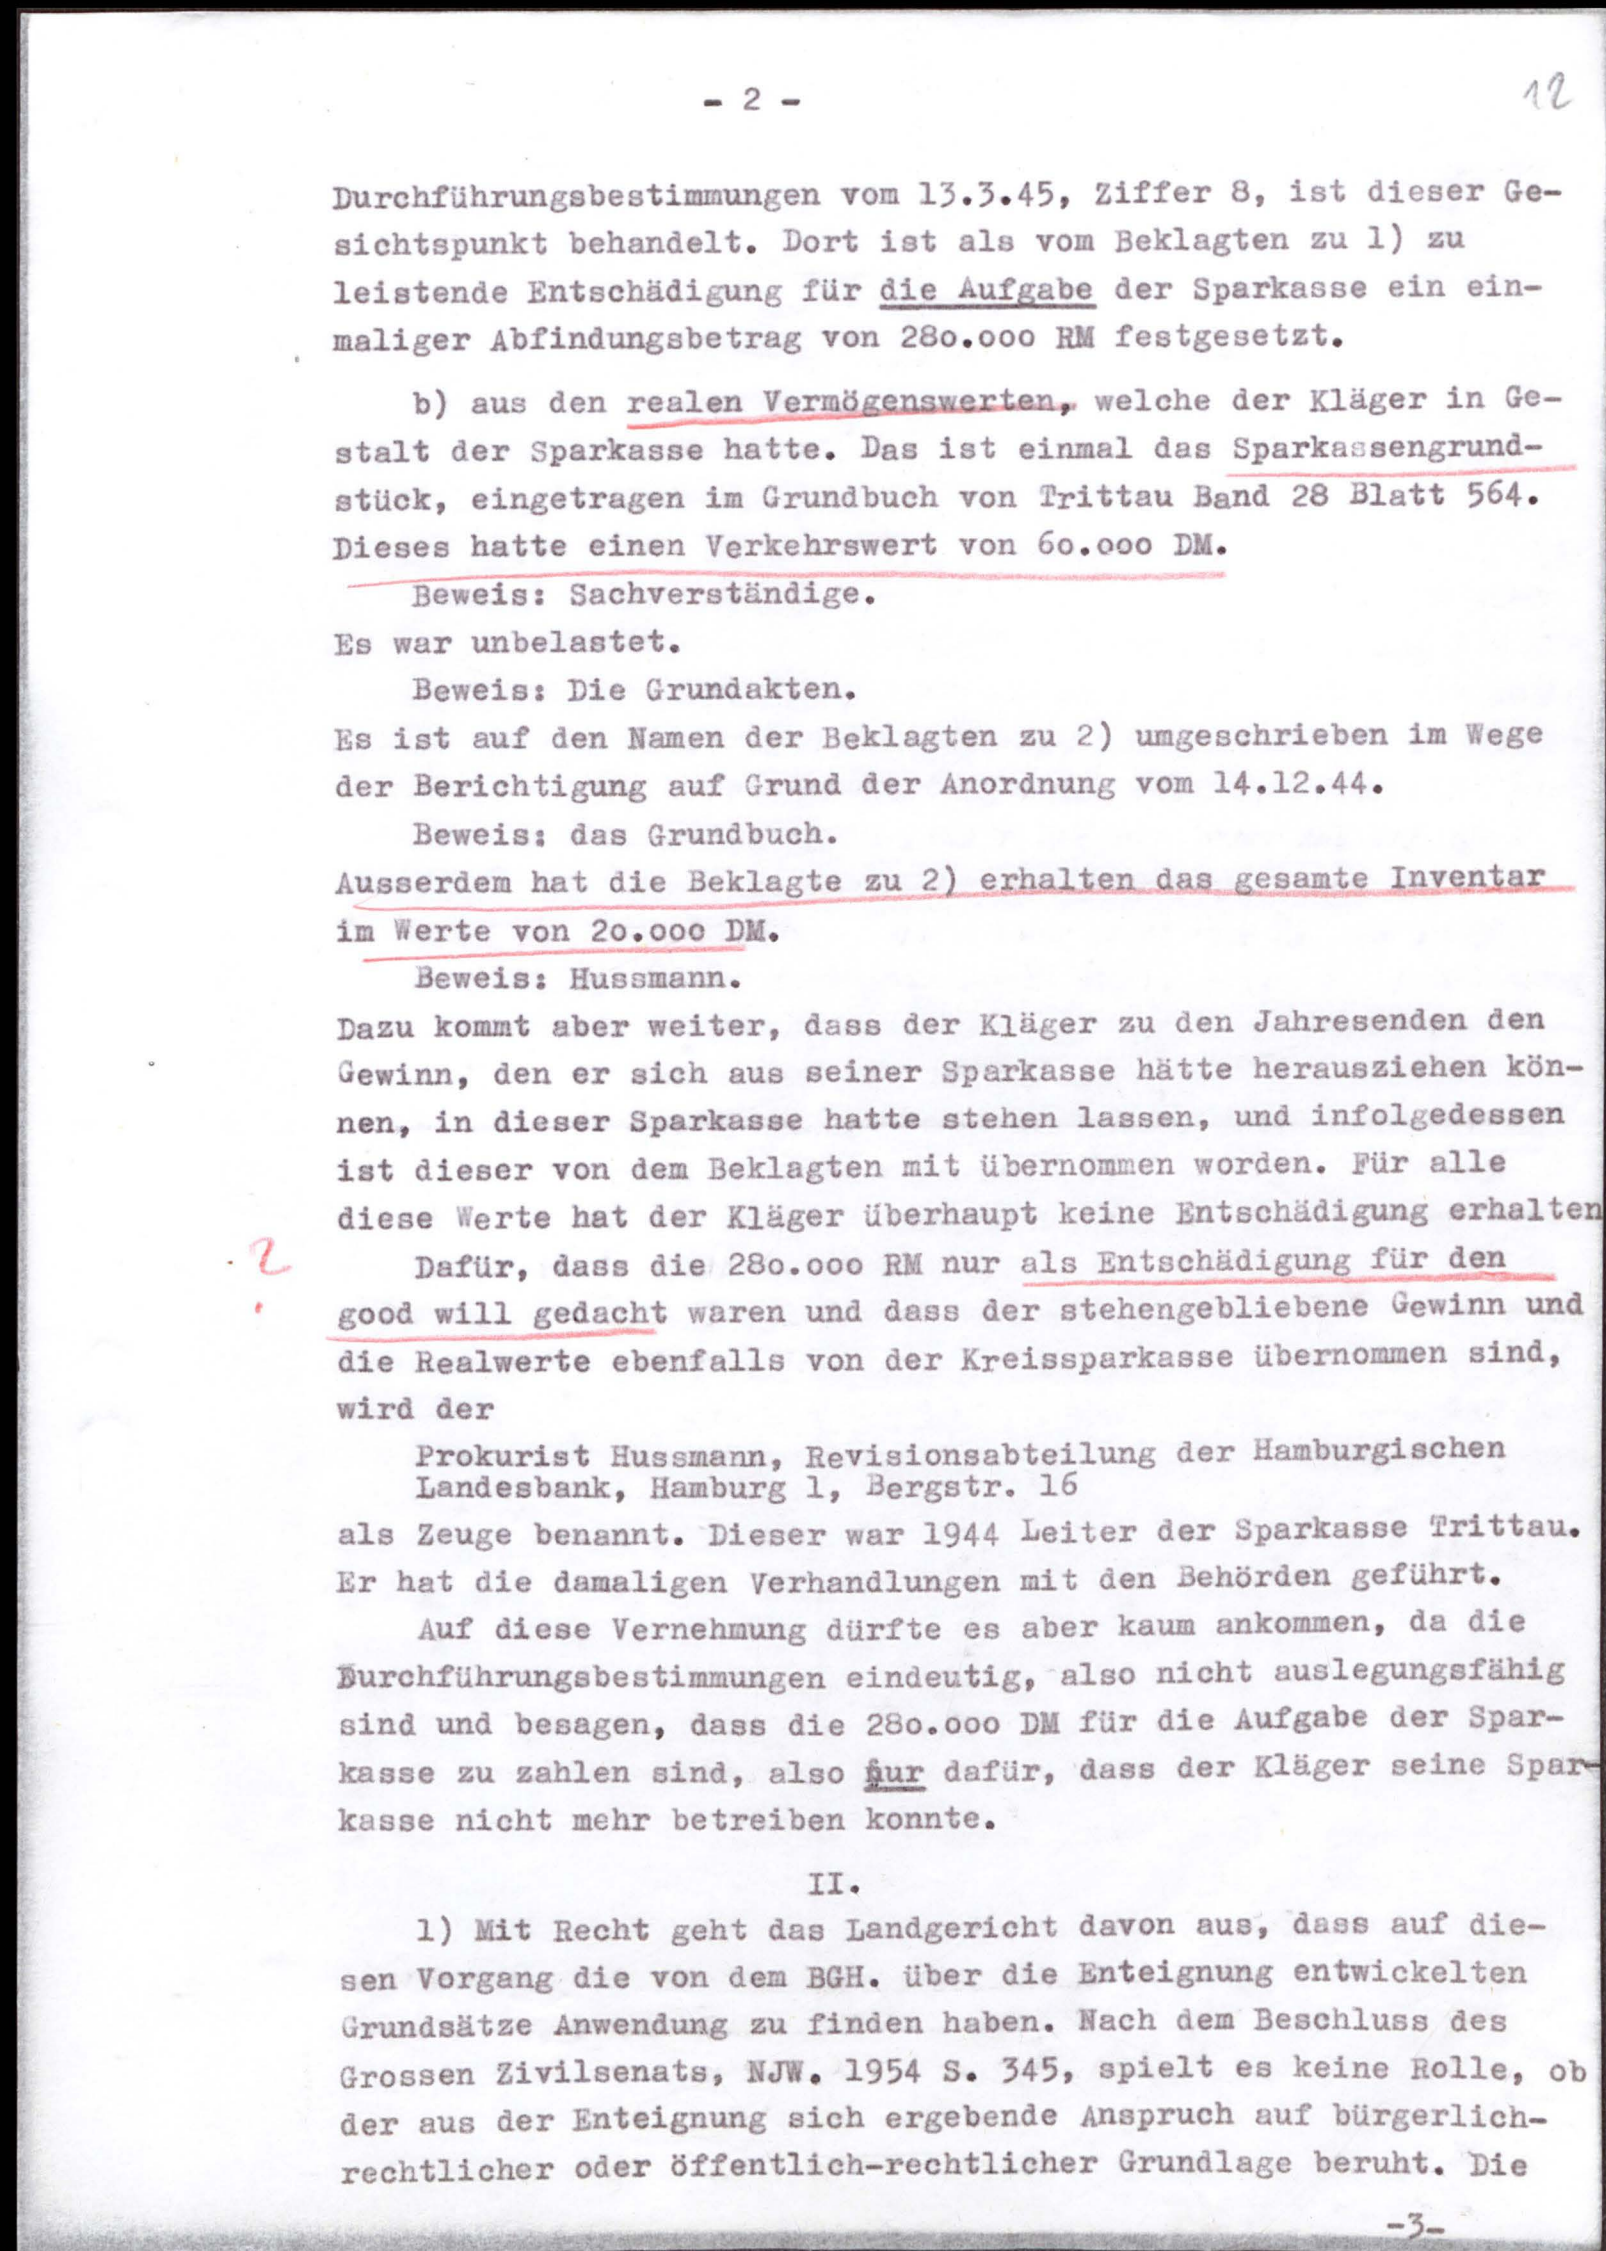 - 2 -
12
Durchführungsbestimmungen vom 13.3.45, Ziffer 8, ist dieser Ge-
sichtspunkt behandelt. Dort ist als vom Beklagten zu 1) zu
leistende Entschädigung für die Aufgabe der Sparkasse ein ein-
maliger Abfindungsbetrag von 280.000 RM festgesetzt.
b) aus den realen Vermögenswerten, welche der Kläger in Ge-
stalt der Sparkasse hatte. Das ist einmal das Sparkassengrund-
stück, eingetragen im Grundbuch von Trittau Band 28 Blatt 564.
Dieses hatte einen Verkehrswert von 60.000 DM.
Beweis: Sachverständige.
Es war unbelastet.
Beweis: Die Grundakten.
Es ist auf den Namen der Beklagten zu 2) umgeschrieben im Wege
der Berichtigung auf Grund der Anordnung vom 14.12.44.
Beweis: das Grundbuch.
Ausserdem hat die Beklagte zu 2) erhalten das gesamte Inventar
im Werte von 20.000 DM.
Beweis: Hussmann.
Dazu kommt aber weiter, dass der Kläger zu den Jahresenden den
Gewinn, den er sich aus seiner Sparkasse hätte herausziehen kön-
nen, in dieser Sparkasse hatte stehen lassen, und infolgedessen
ist dieser von dem Beklagten mit übernommen worden. Für alle
diese Werte hat der Kläger überhaupt keine Entschädigung erhalten
? Dafür, dass die 280.000 RM nur als Entschädigung für den
good will gedacht waren und dass der stehengebliebene Gewinn und
die Realwerte ebenfalls von der Kreissparkasse übernommen sind,
wird der
Prokurist Hussmann, Revisionsabteilung der Hamburgischen
Landesbank, Hamburg 1, Bergstr. 16
als Zeuge benannt. Dieser war 1944 Leiter der Sparkasse Trittau.
Er hat die damaligen Verhandlungen mit den Behörden geführt.
Auf diese Vernehmung dürfte es aber kaum ankommen, da die
Durchführungsbestimmungen eindeutig, also nicht auslegungsfähig
sind und besagen, dass die 280.000 DM für die Aufgabe der Spar-
kasse zu zahlen sind, also nur dafür, dass der Kläger seine Spar-
kasse nicht mehr betreiben konnte.
II.
1) Mit Recht geht das Landgericht davon aus, dass auf die-
sen Vorgang die von dem BGH. über die Enteignung entwickelten
Grundsätze Anwendung zu finden haben. Nach dem Beschluss des
Grossen Zivilsenats, NJW. 1954 S. 345, spielt es keine Rolle, ob
der aus der Enteignung sich ergebende Anspruch auf bürgerlich-
rechtlicher oder öffentlich-rechtlicher Grundlage beruht. Die
-3-